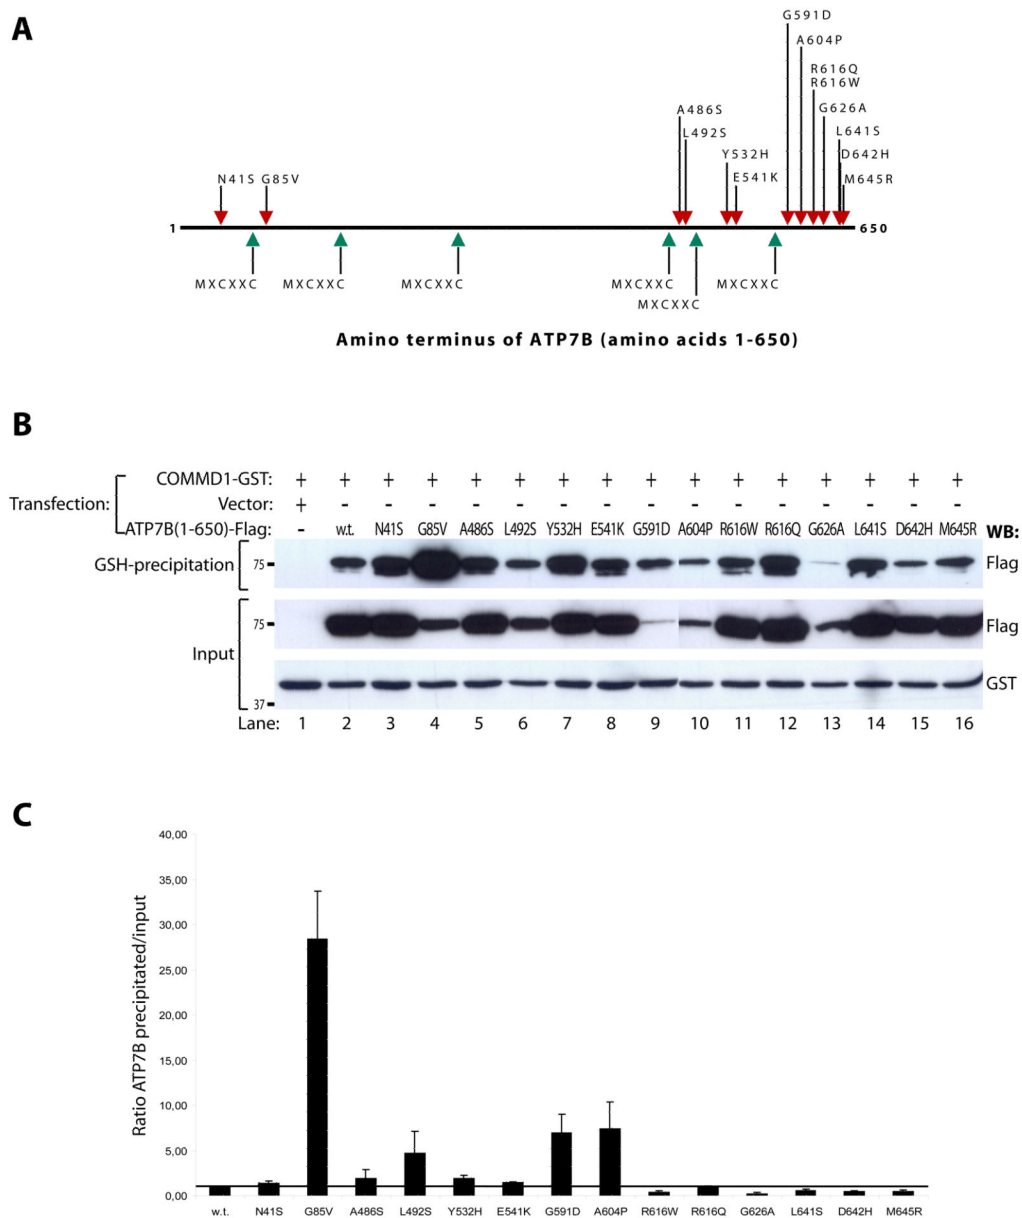 A
G591D
A604P
R616Q
R616W
A486S
G626A
L492S
L641S
Y532H
D642H
N41S G85V
E541K
M645R
1
650
MXCXXC MXCXXC MXCXXC MXCXXC MXCXXC
MXCXXC
Amino terminus of ATP7B (amino acids 1-650)
B
COMMD1-GST: + + + + + + + + + + + + + + + +
Transfection:
Vector: + - - - - - - - - - - - - - - -
ATP7B(1-650)-Flag: - w.t. N41S G85V A486S L492S Y532H E541K G591D A604P R616W R616Q G626A L641S D642H M645R WB:
GSH-precipitation 75 Flag
75 Flag
Input
GST
37
Lane: 1 2 3 4 5 6 7 8 9 10 11 12 13 14 15 16
C
Ratio ATP7B precipitated/input
40,00
35,00
30,00
25,00
20,00
15,00
10,00
5,00
0,00
w.t. N41S G85V A486S L492S Y532H E541K G591D A604P R616W R616Q G626A L641S D642H M645R